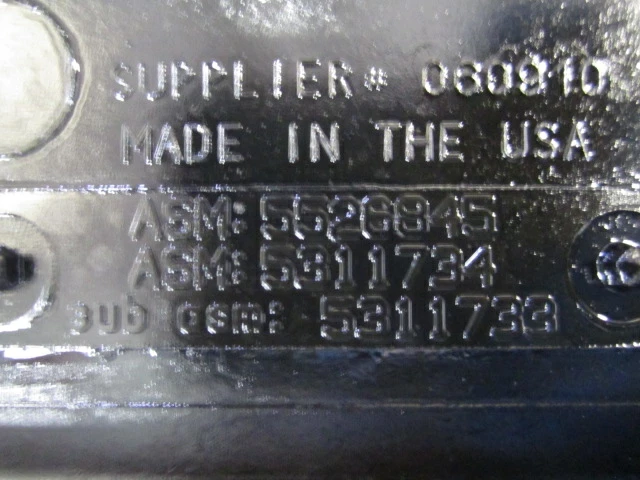 SUPPLIER# 060910
MADE IN THE USA
ASM: 5526845
ASM: 5311734
sub asm: 5311733